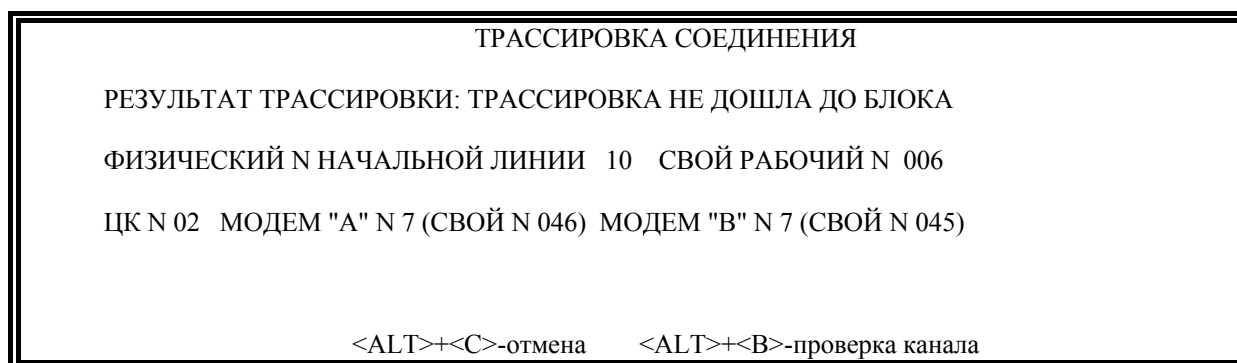 ТРАССИРОВКА СОЕДИНЕНИЯ
РЕЗУЛЬТАТ ТРАССИРОВКИ: ТРАССИРОВКА НЕ ДОШЛА ДО БЛОКА
ФИЗИЧЕСКИЙ N НАЧАЛЬНОЙ ЛИНИИ 10 СВОЙ РАБОЧИЙ N 006
ЦК N 02 МОДЕМ "А" N 7 (СВОЙ N 046) МОДЕМ "В" N 7 (СВОЙ N 045)
<ALT>+<C>-отмена <ALT>+<B>-проверка канала